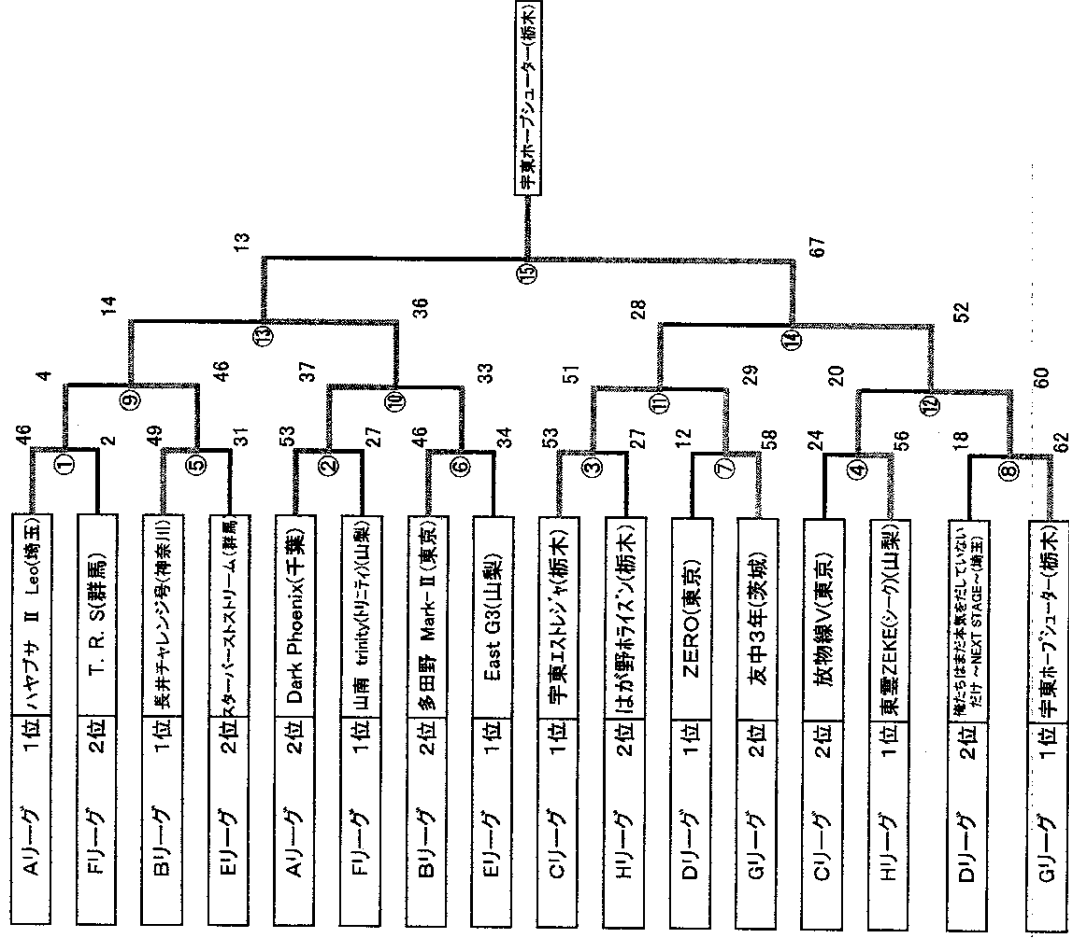 宇東ホープシューター(栃木)
13
⑮
67
14
⑬
36
28
⑭
52
4
⑨
46
37
⑩
33
51
⑪
29
20
⑫
60
46
①
2
49
⑤
31
53
②
27
46
⑥
34
53
③
27
12
⑦
58
24
④
56
18
⑧
62
Aリーグ 1位 ハヤブサ Ⅱ Leo(埼玉)
Fリーグ 2位 T. R. S(群馬)
Bリーグ 1位 長井チャレンジ号(神奈川)
Eリーグ 2位 スターバーストストリーム(群馬)
Aリーグ 2位 Dark Phoenix(千葉)
Fリーグ 1位 山南 trinity(トリニティ)(山梨)
Bリーグ 2位 多田野 Mark-Ⅱ(東京)
Eリーグ 1位 East G3(山梨)
Cリーグ 1位 宇東エストレジャ(栃木)
Hリーグ 2位 はが野ホライズン(栃木)
Dリーグ 1位 ZERO(東京)
Gリーグ 2位 友中3年(茨城)
Cリーグ 2位 放物線V(東京)
Hリーグ 1位 東雲ZEKE(シーク)(山梨)
Dリーグ 2位 俺たちはまだ本気をだしていない
だけ ~NEXT STAGE~(埼玉)
Gリーグ 1位 宇東ホープシューター(栃木)